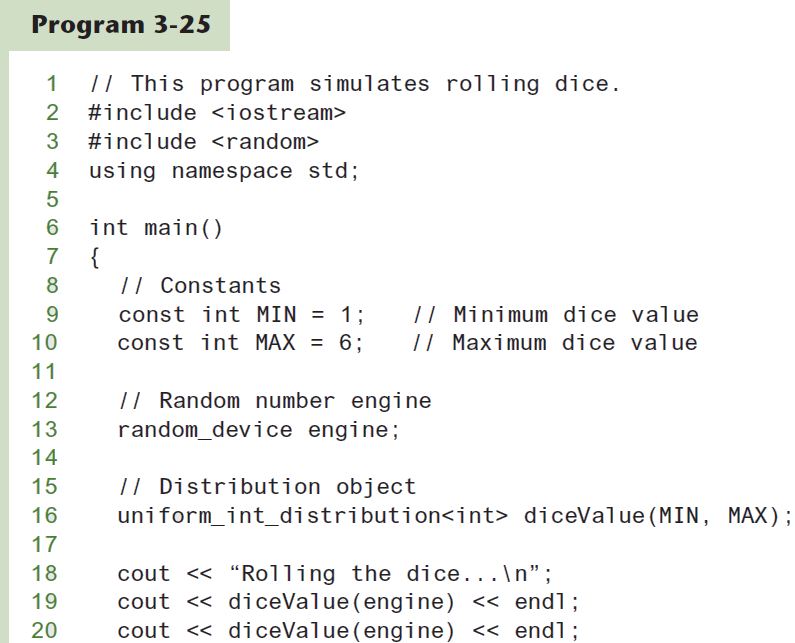 Program 3-25
1 // This program simulates rolling dice.
2 #include <iostream>
3 #include <random>
4 using namespace std;
5
6 int main()
7 {
8 // Constants
9 const int MIN = 1; // Minimum dice value
10 const int MAX = 6; // Maximum dice value
11
12 // Random number engine
13 random_device engine;
14
15 // Distribution object
16 uniform_int_distribution<int> diceValue(MIN, MAX);
17
18 cout << “Rolling the dice...\n”;
19 cout << diceValue(engine) << endl;
20 cout << diceValue(engine) << endl;